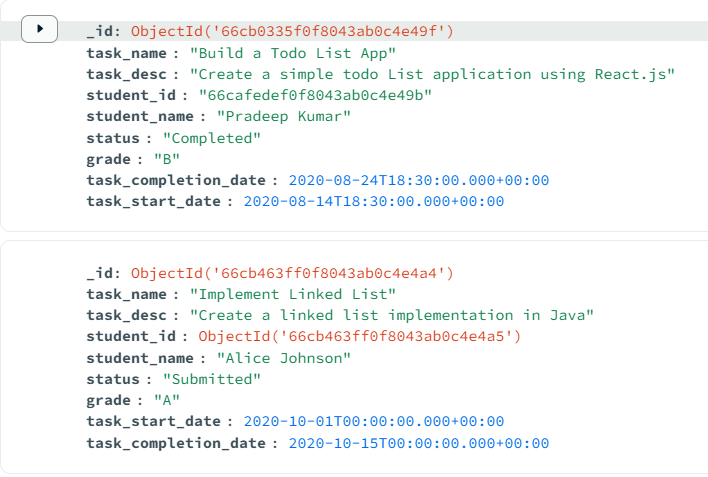 _id: ObjectId('66cb0335f0f8043ab0c4e49f')
task_name : "Build a Todo List App"
task_desc : "Create a simple todo List application using React.js"
student_id : "66cafedef0f8043ab0c4e49b"
student_name : "Pradeep Kumar"
status : "Completed"
grade : "B"
task_completion_date : 2020-08-24T18:30:00.000+00:00
task_start_date : 2020-08-14T18:30:00.000+00:00
_id: ObjectId('66cb463ff0f8043ab0c4e4a4')
task_name : "Implement Linked List"
task_desc : "Create a linked list implementation in Java"
student_id : ObjectId('66cb463ff0f8043ab0c4e4a5')
student_name : "Alice Johnson"
status : "Submitted"
grade : "A"
task_start_date : 2020-10-01T00:00:00.000+00:00
task_completion_date : 2020-10-15T00:00:00.000+00:00